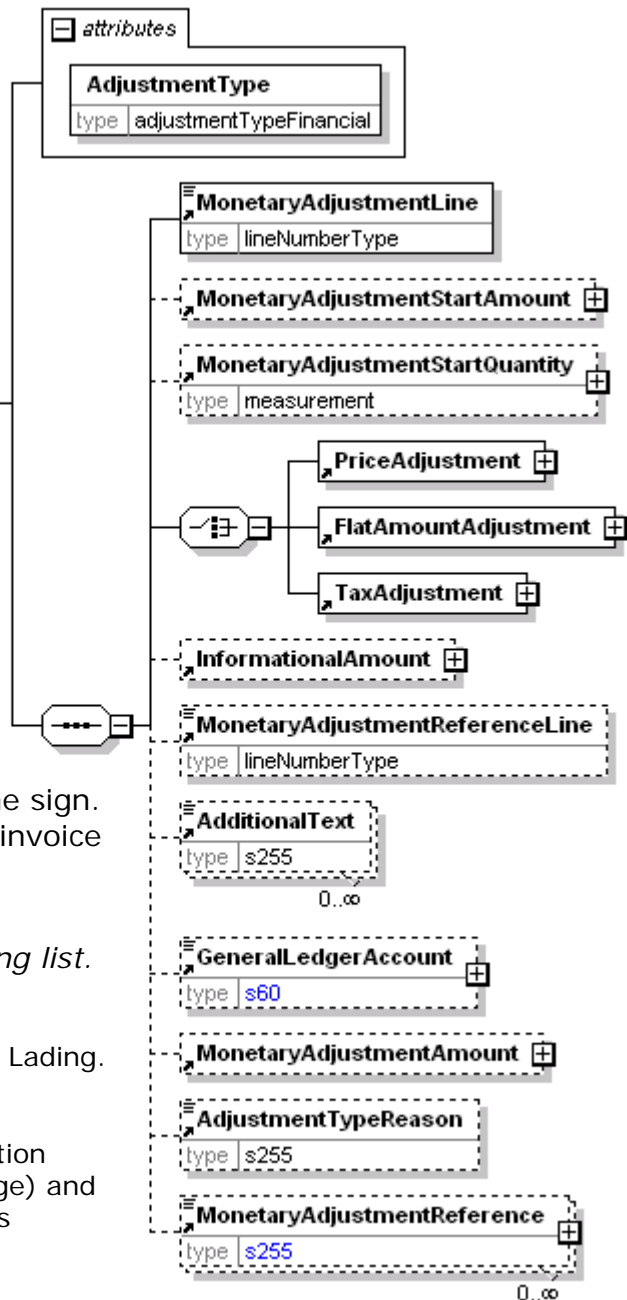 attributes
AdjustmentType
type adjustmentTypeFinancial
MonetaryAdjustmentLine
type lineNumberType
MonetaryAdjustmentStartAmount
MonetaryAdjustmentStartQuantity
type measurement
PriceAdjustment
FlatAmountAdjustment
TaxAdjustment
InformationalAmount
MonetaryAdjustmentReferenceLine
type lineNumberType
ne sign.
AdditionalText
invoice
type s255
0..∞
ng list.
GeneralLedgerAccount
type s60
Lading.
MonetaryAdjustmentAmount
AdjustmentTypeReason
tion
type s255
ge) and
s
MonetaryAdjustmentReference
type s255
0..∞